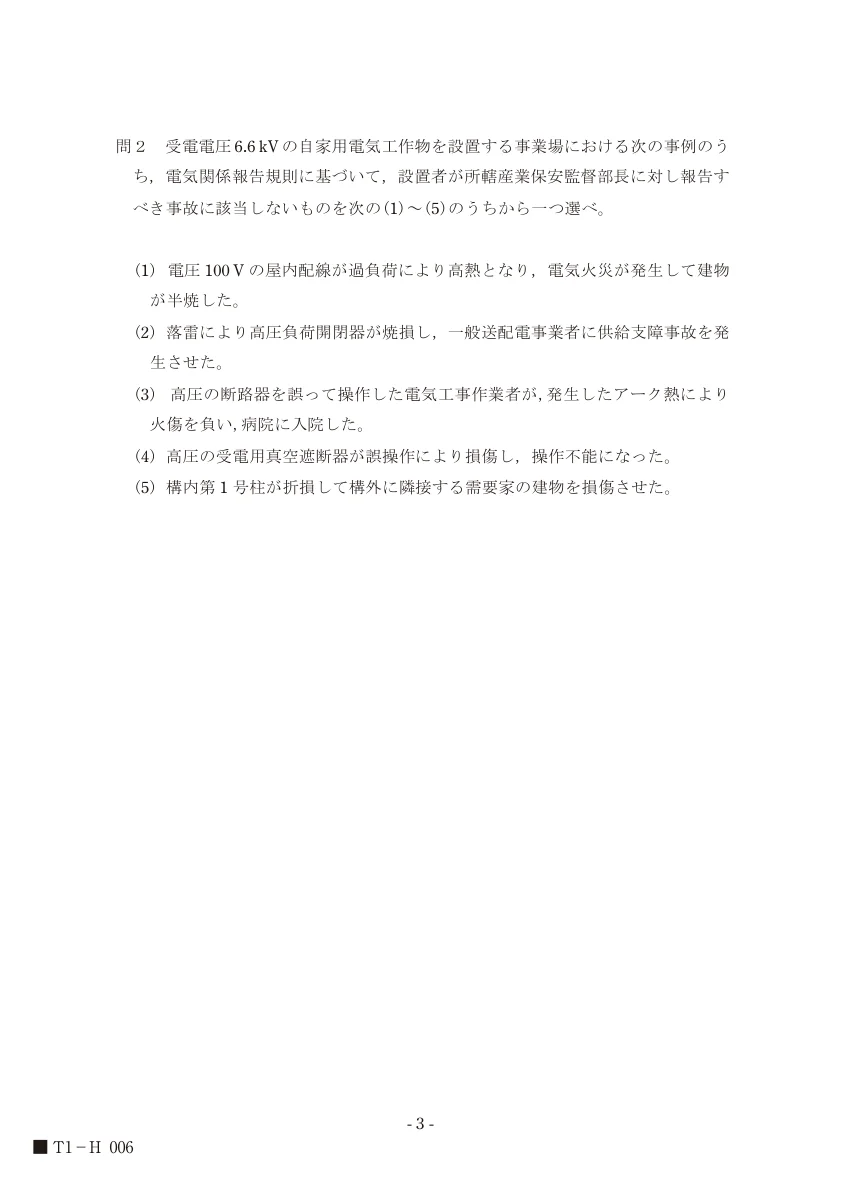 問２　受電電圧 6.6 kV の自家用電気工作物を設置する事業場における次の事例のう
ち，電気関係報告規則に基づいて，設置者が所轄産業保安監督部長に対し報告す
べき事故に該当しないものを次の(1)～(5)のうちから一つ選べ。
(1) 電圧 100 V の屋内配線が過負荷により高熱となり，電気火災が発生して建物
が半焼した。
(2) 落雷により高圧負荷開閉器が焼損し，一般送配電事業者に供給支障事故を発
生させた。
(3) 高圧の断路器を誤って操作した電気工事作業者が，発生したアーク熱により
火傷を負い，病院に入院した。
(4) 高圧の受電用真空遮断器が誤操作により損傷し，操作不能になった。
(5) 構内第 1 号柱が折損して構外に隣接する需要家の建物を損傷させた。
- 3 -
■ T1－H 006